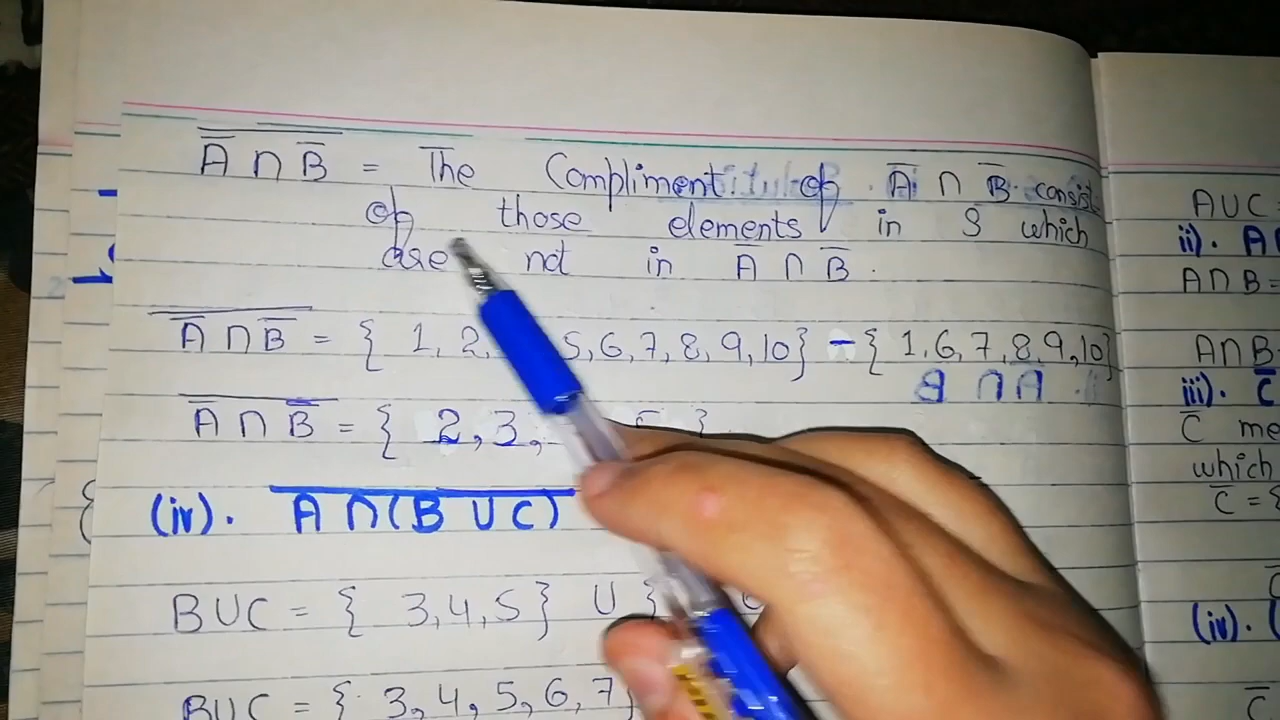 A̅ ∩ B̅ = The Compliment of A̅ ∩ B̅ consist
of those elements in S which
are not in A̅ ∩ B̅.
A̅ ∩ B̅ = { 1, 2, 5, 6, 7, 8, 9, 10} - { 1, 6, 7, 8, 9, 10}
A̅ ∩ B̅ = { 2, 3, 5 }
(iv). A ∩ (B ∪ C)
B ∪ C = { 3, 4, 5} ∪ {
B ∪ C = { 3, 4, 5, 6, 7
A ∪ C =
ii). A
A ∩ B =
A ∩ B
iii). C̅
C̅ me
which
C̅ = {
(iv). (